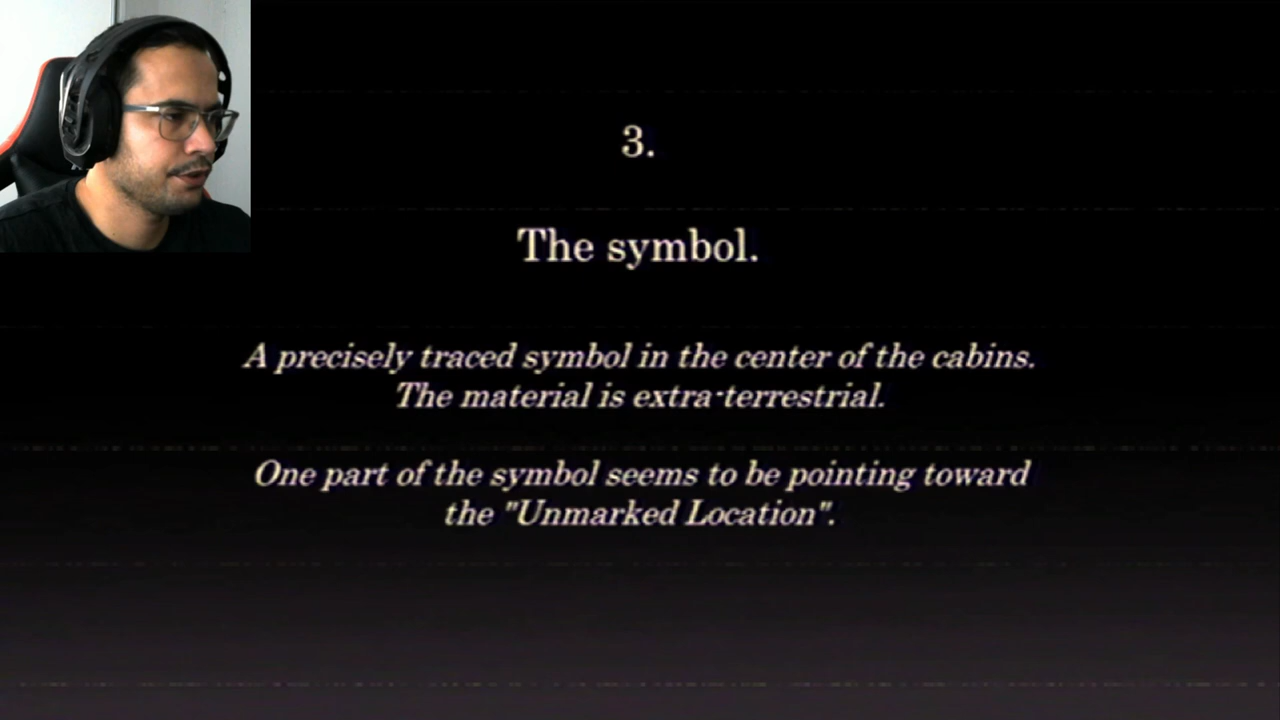 3.
The symbol.
A precisely traced symbol in the center of the cabins.
The material is extra-terrestrial.
One part of the symbol seems to be pointing toward
the "Unmarked Location".